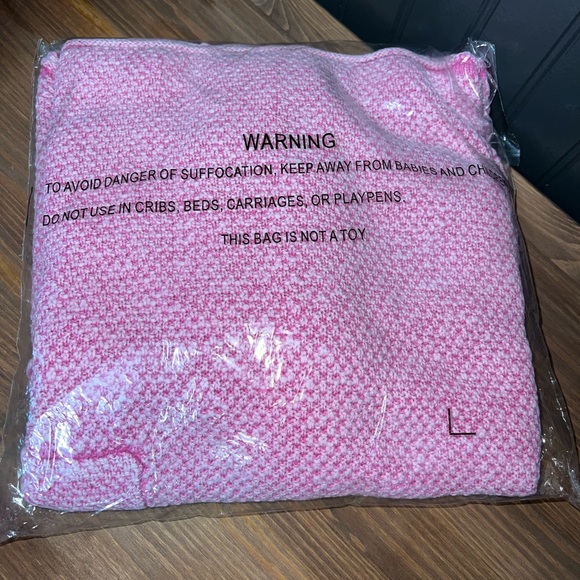 WARNING
TO AVOID DANGER OF SUFFOCATION, KEEP AWAY FROM BABIES AND
DO NOT USE IN CRIBS, BEDS, CARRIAGES, OR PLAYPENS.
THIS BAG IS NOT A TOY
L